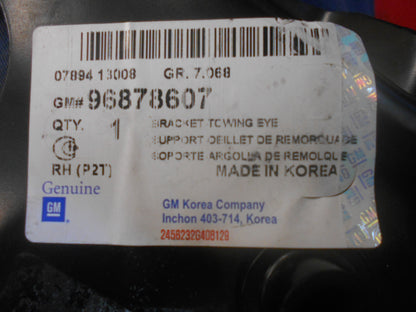 07894 13008 GR. 7.068
GM# 96878607
QTY. 1 BRACKET-TOWING EYE
SUPPORT OEILLET DE REMORQUAGE
SOPORTE ARGOLLA DE REMOLQUE
RH (P2T) MADE IN KOREA
Genuine
GM
GM Korea Company
Inchon 403-714, Korea
2458232G408129